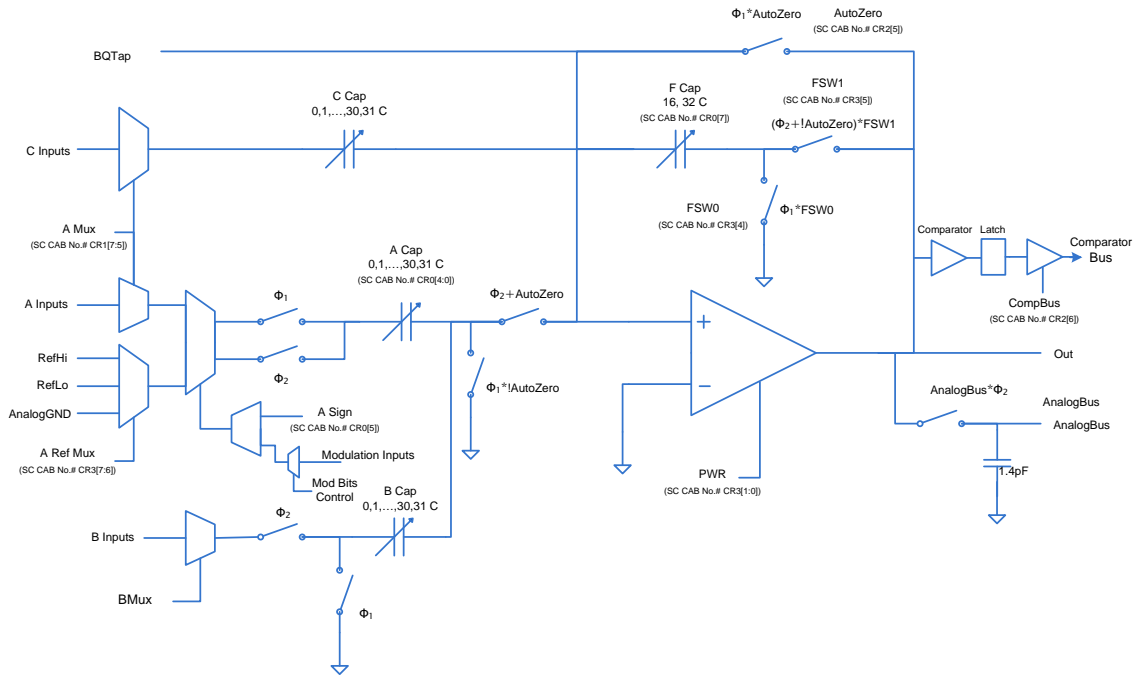 Φ1*AutoZero
AutoZero
(SC CAB No.# CR2[5])
BQTap
C Cap
0,1,…,30,31 C
F Cap
16, 32 C
(SC CAB No.# CR0[7])
FSW1
(SC CAB No.# CR3[5])
(Φ2+!AutoZero)*FSW1
C Inputs
FSW0
(SC CAB No.# CR3[4])
Φ1*FSW0
A Mux
(SC CAB No.# CR1[7:5])
A Cap
0,1,…,30,31 C
(SC CAB No.# CR0[4:0])
Comparator
Latch
Comparator
Bus
CompBus
(SC CAB No.# CR2[6])
A Inputs
Φ1
Φ2+AutoZero
+
RefHi
RefLo
AnalogGND
Φ2
Φ1*!AutoZero
−
Out
A Sign
(SC CAB No.# CR0[5])
AnalogBus*Φ2
AnalogBus
AnalogBus
A Ref Mux
(SC CAB No.# CR3[7:6])
Modulation Inputs
Mod Bits
Control
PWR
(SC CAB No.# CR3[1:0])
1.4pF
B Cap
0,1,…,30,31 C
Φ2
B Inputs
BMux
Φ1